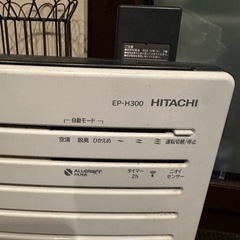 EP-H300 HITACHI
自動モード
空清 脱臭 ひかえめ 運転切替/停止
ALLERGEN FILTER タイマー ニオイ
2h センサー